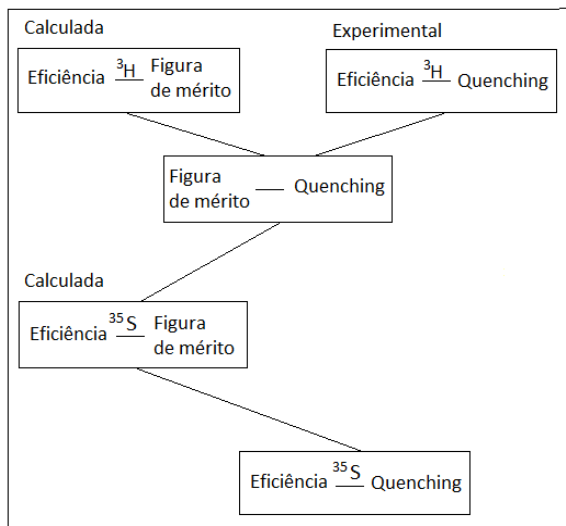 Calculada
Experimental
Eficiência ³H Figura
de mérito
Eficiência ³H Quenching
Figura
de mérito — Quenching
Calculada
Eficiência ³⁵S Figura
de mérito
Eficiência ³⁵S Quenching